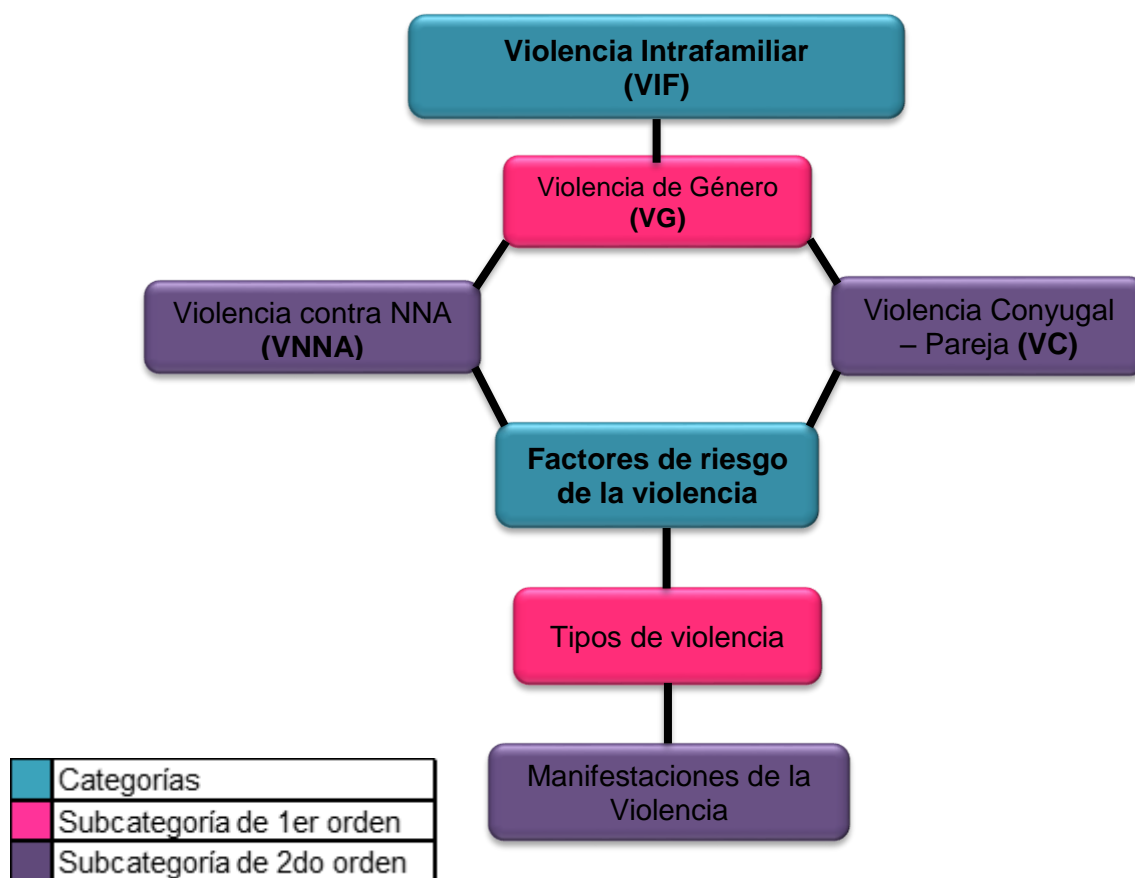 Violencia Intrafamiliar
(VIF)
Violencia de Género
(VG)
Violencia contra NNA
(VNNA)
Violencia Conyugal
– Pareja (VC)
Factores de riesgo
de la violencia
Tipos de violencia
Manifestaciones de la
Violencia
Categorías
Subcategoría de 1er orden
Subcategoría de 2do orden